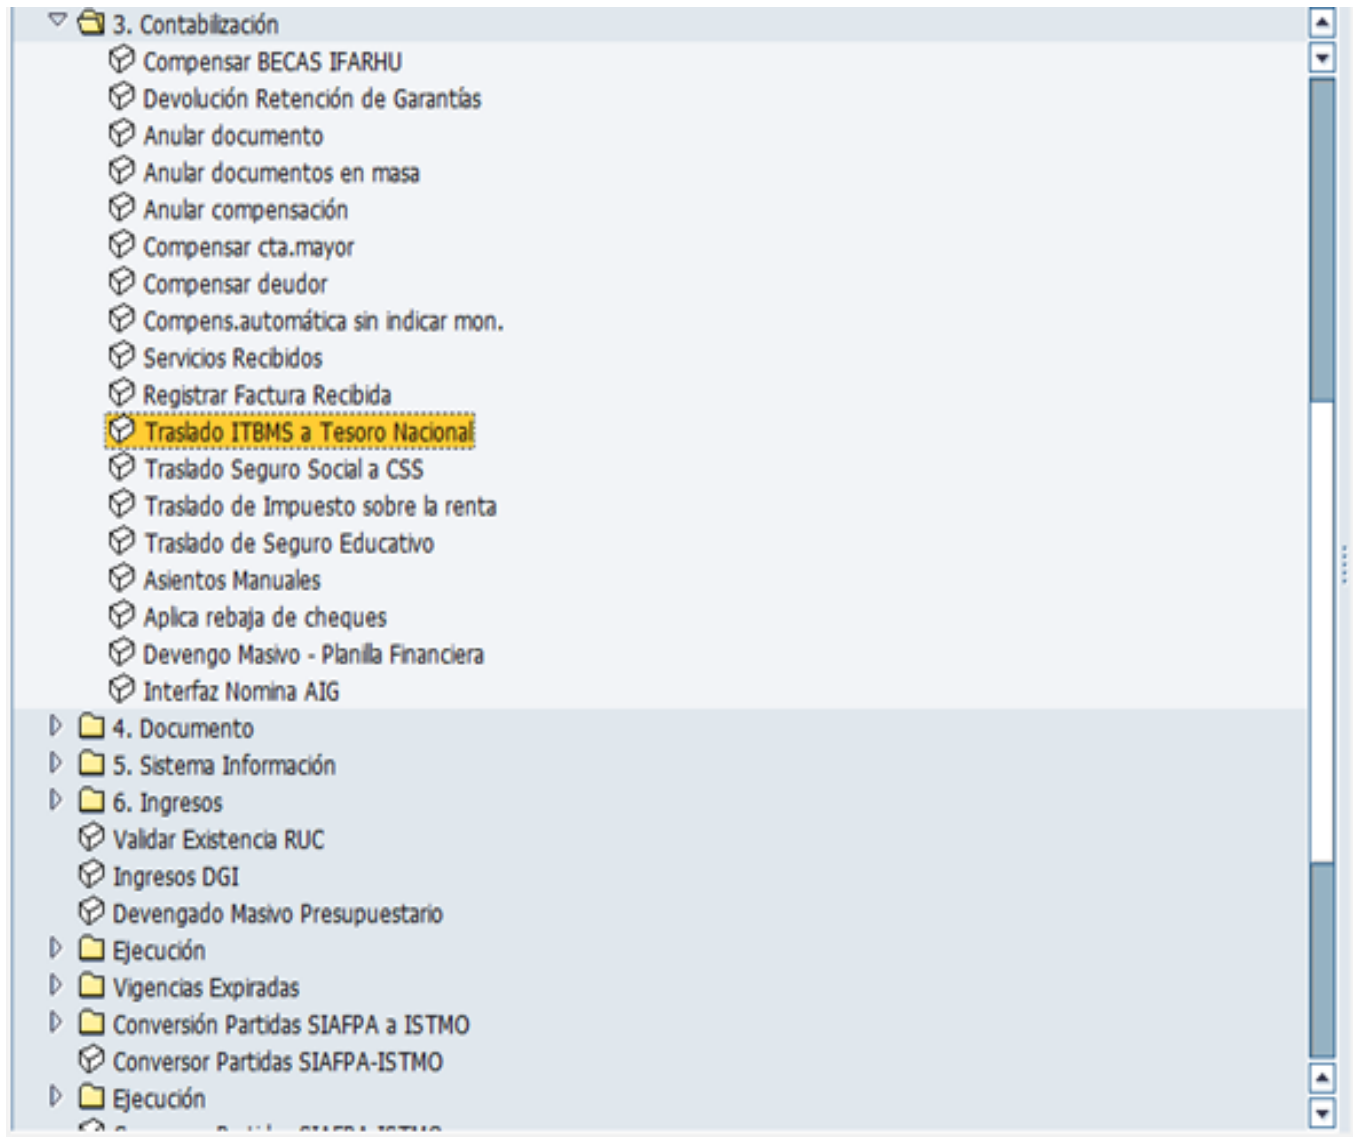 3. Contabilización
Compensar BECAS IFARHU
Devolución Retención de Garantías
Anular documento
Anular documentos en masa
Anular compensación
Compensar cta.mayor
Compensar deudor
Compens.automática sin indicar mon.
Servicios Recibidos
Registrar Factura Recibida
Traslado ITBMS a Tesoro Nacional
Traslado Seguro Social a CSS
Traslado de Impuesto sobre la renta
Traslado de Seguro Educativo
Asientos Manuales
Aplica rebaja de cheques
Devengo Masivo - Planilla Financiera
Interfaz Nomina AIG
4. Documento
5. Sistema Información
6. Ingresos
Validar Existencia RUC
Ingresos DGI
Devengado Masivo Presupuestario
Ejecución
Vigencias Expiradas
Conversión Partidas SIAFPA a ISTMO
Conversor Partidas SIAFPA-ISTMO
Ejecución